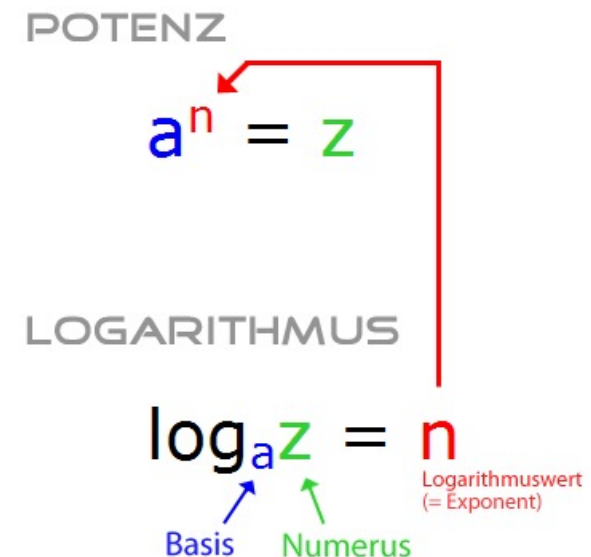 POTENZ
aⁿ = z
LOGARITHMUS
logₐz = n
Logarithmuswert
(= Exponent)
Basis Numerus